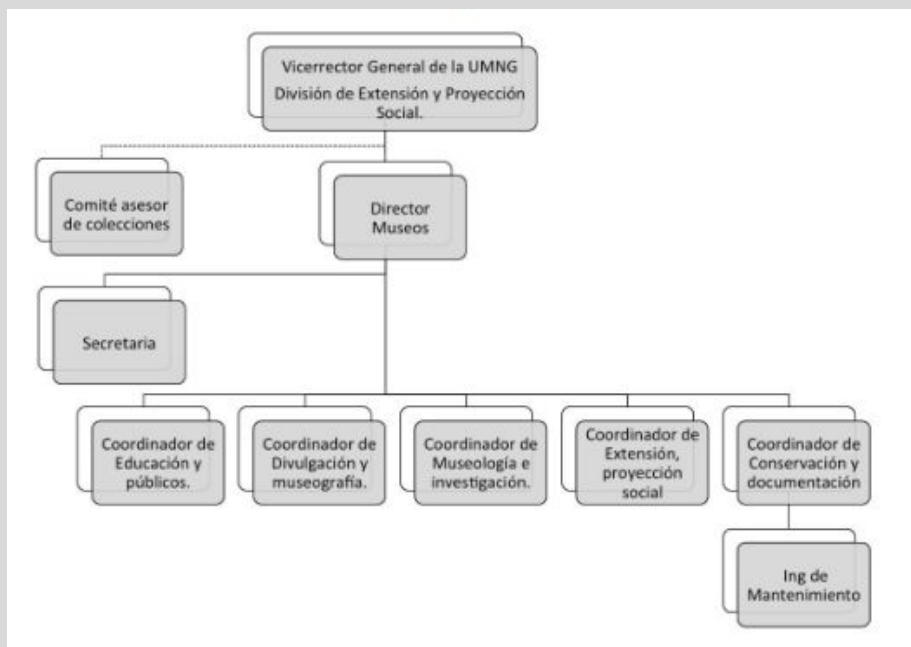 Vicerrector General de la UMNG
División de Extensión y Proyección
Social.
Comité asesor
de colecciones
Director
Museos
Secretaria
Coordinador de
Educación y
públicos.
Coordinador de
Divulgación y
museografía.
Coordinador de
Museología e
investigación.
Coordinador de
Extensión,
proyección
social
Coordinador de
Conservación y
documentación
Ing de
Mantenimiento